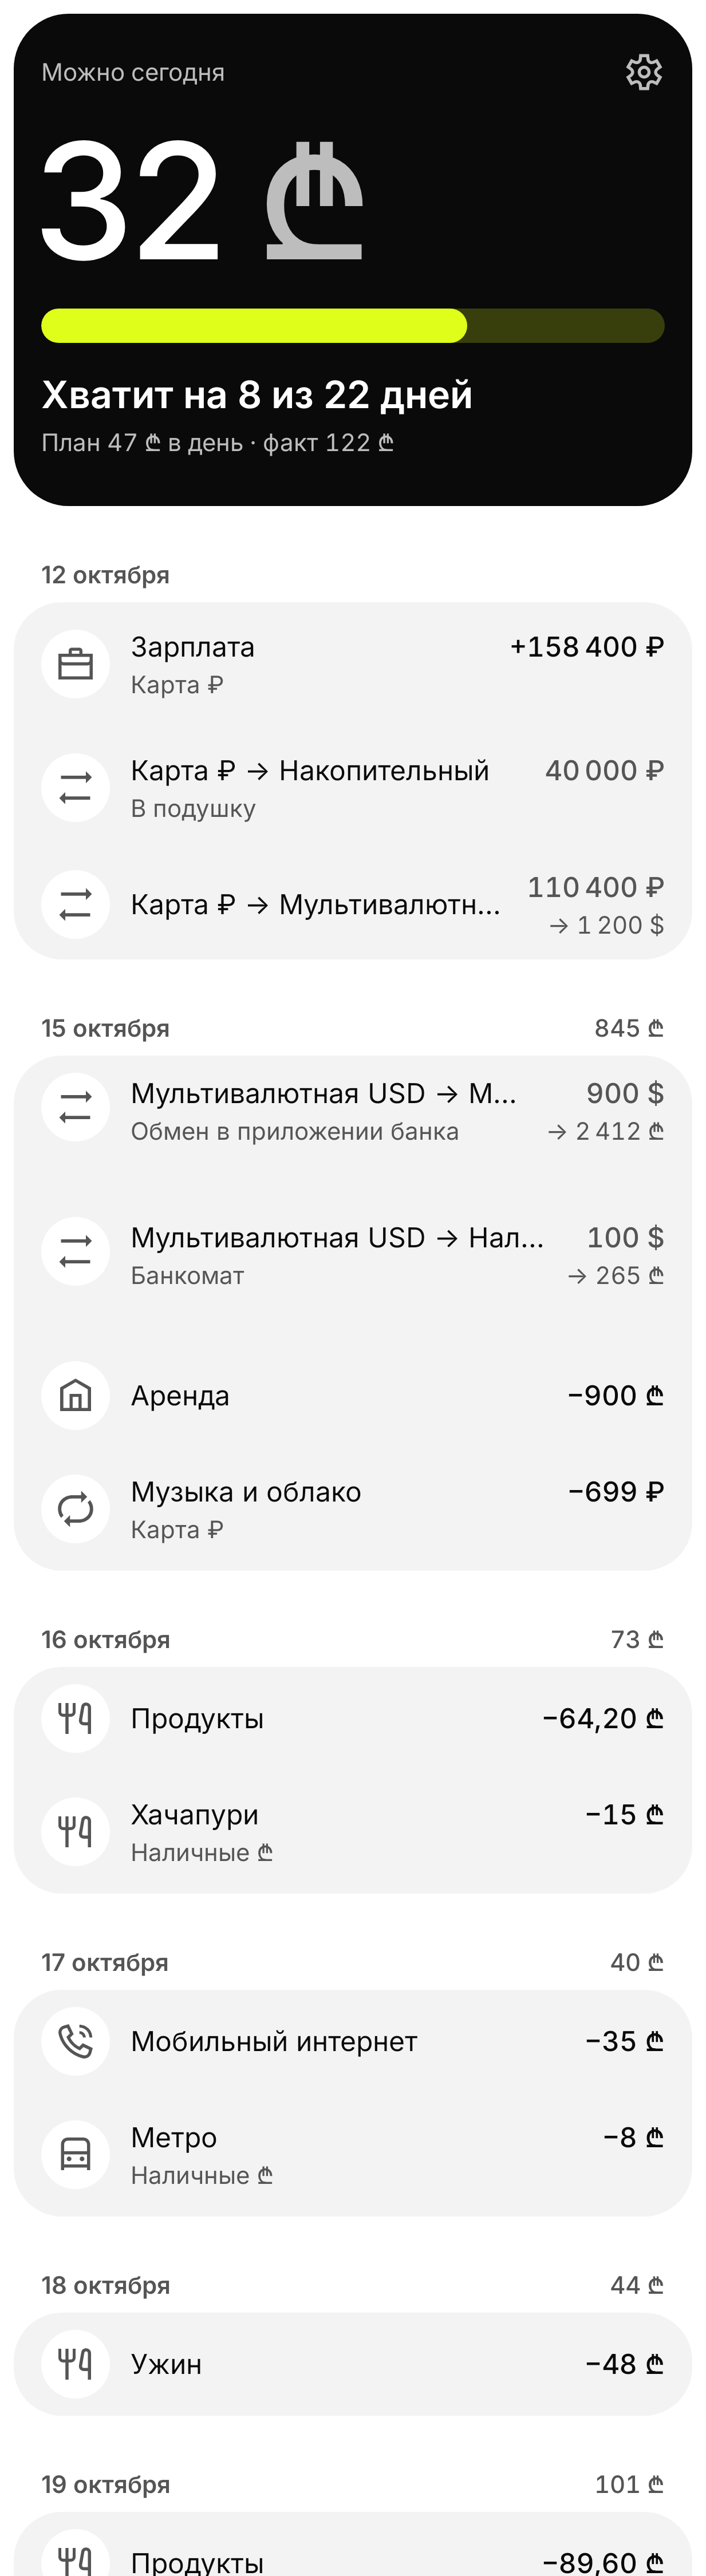 Можно сегодня
32 ₾
Хватит на 8 из 22 дней
План 47 ₾ в день · факт 122 ₾
12 октября
Зарплата +158 400 ₽
Карта ₽
Карта ₽ → Накопительный 40 000 ₽
В подушку
Карта ₽ → Мультивалютн... 110 400 ₽
→ 1 200 $
15 октября 845 ₾
Мультивалютная USD → М... 900 $
Обмен в приложении банка → 2 412 ₾
Мультивалютная USD → Нал... 100 $
Банкомат → 265 ₾
Аренда −900 ₾
Музыка и облако −699 ₽
Карта ₽
16 октября 73 ₾
Продукты −64,20 ₾
Хачапури −15 ₾
Наличные ₾
17 октября 40 ₾
Мобильный интернет −35 ₾
Метро −8 ₾
Наличные ₾
18 октября 44 ₾
Ужин −48 ₾
19 октября 101 ₾
Продукты −89,60 ₾